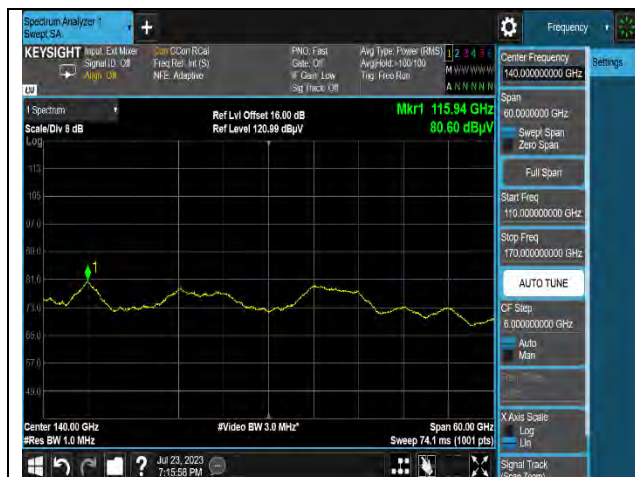 Spectrum Analyzer 1
Swept SA
+
Frequency
KEYSIGHT
Input: Ext Mixer
Signal ID: Off
Align: Off
Corr CCorr RCal
Freq Ref: Int (S)
NFE: Adaptive
PNO: Fast
Gate: Off
IF Gain: Low
Sig Track: Off
Avg Type: Power (RMS)
Avg|Hold:>100/100
Trig: Free Run
1 2 3 4 5 6
M W W W W W
A N N N N N
LXI
1 Spectrum
Scale/Div 8 dB
Log
Ref Lvl Offset 16.00 dB
Ref Level 120.99 dBµV
Mkr1 115.94 GHz
80.60 dBµV
113
105
97.0
89.0
81.0
73.0
65.0
57.0
49.0
1
Center 140.00 GHz
#Res BW 1.0 MHz
#Video BW 3.0 MHz*
Span 60.00 GHz
Sweep 74.1 ms (1001 pts)
?
Jul 23, 2023
7:15:58 PM
Center Frequency
140.000000000 GHz
Settings
Span
60.0000000 GHz
Swept Span
Zero Span
Full Span
Start Freq
110.000000000 GHz
Stop Freq
170.000000000 GHz
AUTO TUNE
CF Step
6.000000000 GHz
Auto
Man
X Axis Scale
Log
Lin
Signal Track
(Span Zoom)